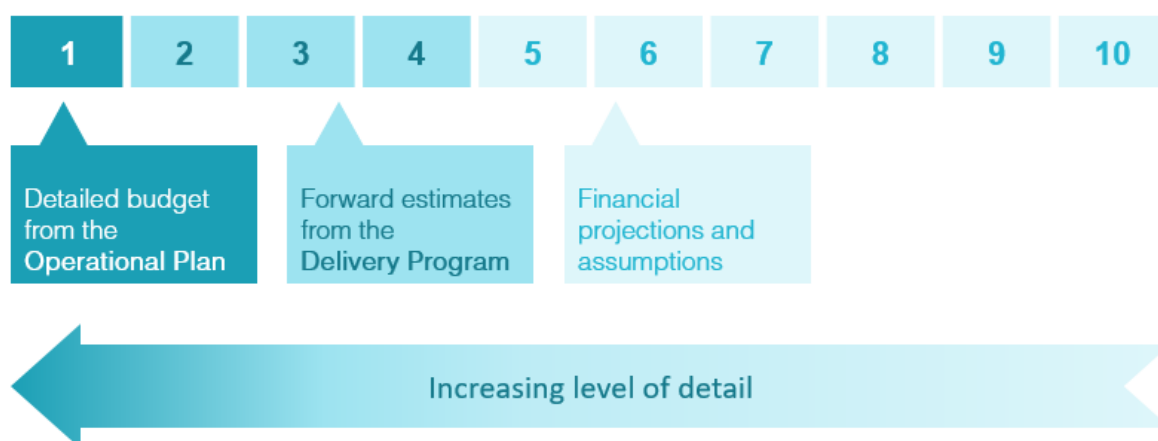 1 2 3 4 5 6 7 8 9 10
Detailed budget
from the
Operational Plan
Forward estimates
from the
Delivery Program
Financial
projections and
assumptions
Increasing level of detail